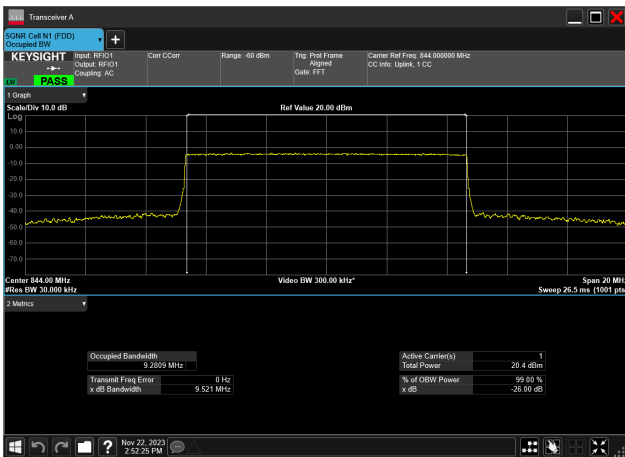 Transceiver A
5GNR Cell N1 (FDD)
Occupied BW
KEYSIGHT
PASS
Input: RFIO1
Output: RFIO1
Coupling: AC
Corr CCorr
Range: -60 dBm
Trig: Prot Frame
Aligned
Gate: FFT
Carrier Ref Freq: 844.000000 MHz
CC Info: Uplink, 1 CC
1 Graph
Scale/Div 10.0 dB
Ref Value 20.00 dBm
Log
10.0
0.00
-10.0
-20.0
-30.0
-40.0
-50.0
-60.0
-70.0
Center 844.00 MHz
Video BW 300.00 kHz*
Span 20 MHz
#Res BW 30.000 kHz
Sweep 26.5 ms (1001 pts
2 Metrics
Occupied Bandwidth
9.2809 MHz
Active Carrier(s) 1
Total Power 20.4 dBm
Transmit Freq Error 0 Hz
x dB Bandwidth 9.521 MHz
% of OBW Power 99.00 %
x dB -26.00 dB
?
Nov 22, 2023
2:52:25 PM